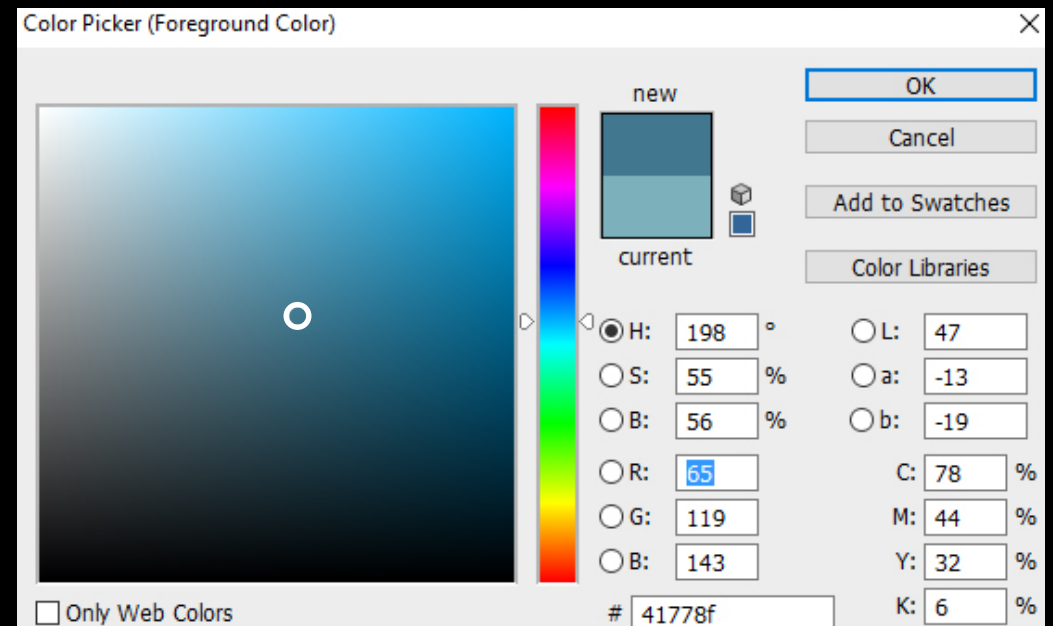 Color Picker (Foreground Color)
new
OK
Cancel
Add to Swatches
current
Color Libraries
H: 198 °
L: 47
S: 55 %
a: -13
B: 56 %
b: -19
R: 65
C: 78 %
G: 119
M: 44 %
B: 143
Y: 32 %
Only Web Colors
# 41778f
K: 6 %